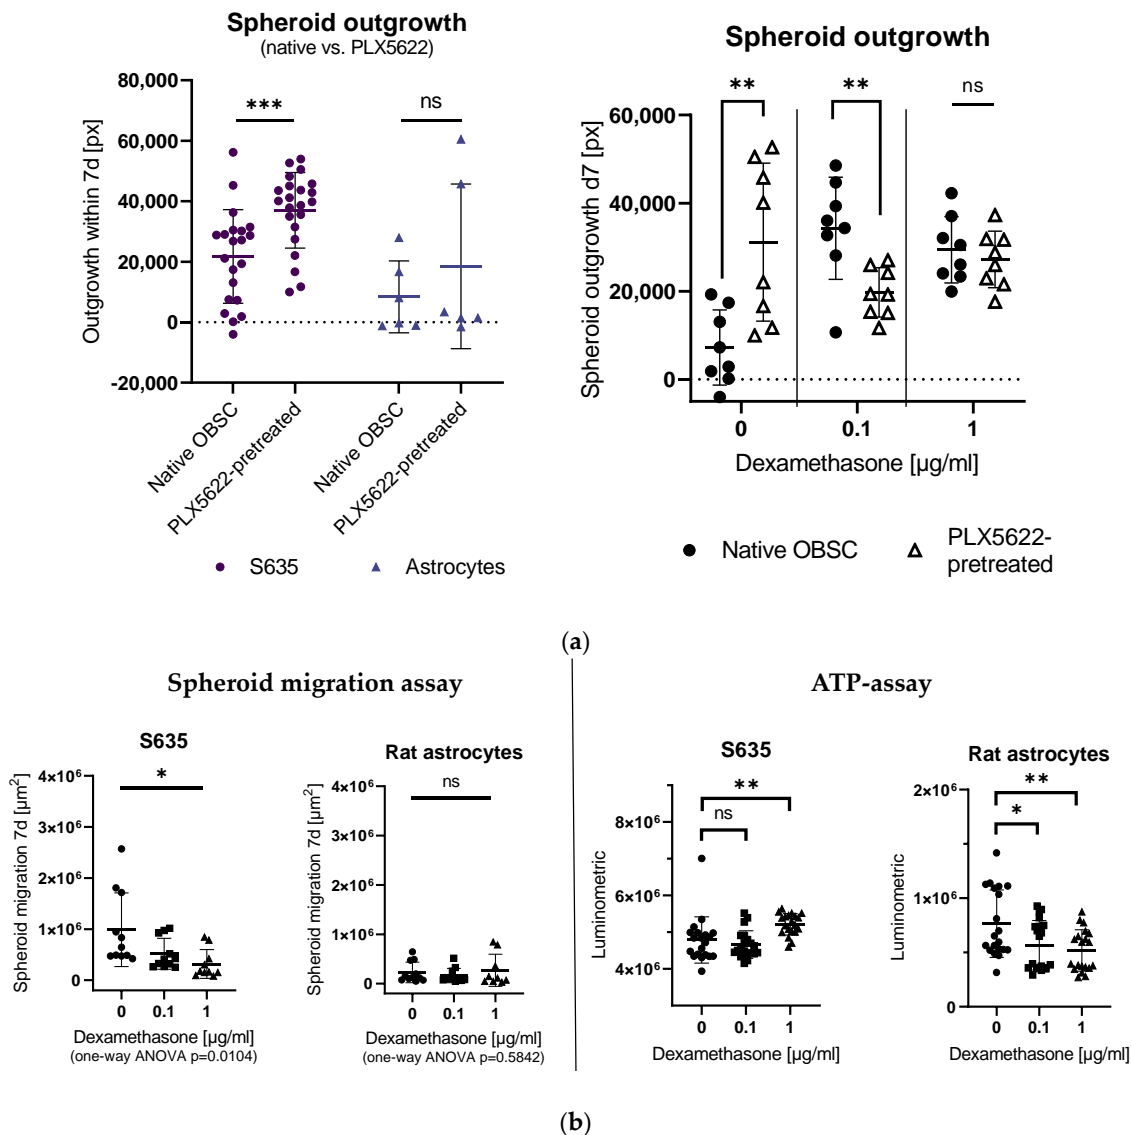 Spheroid outgrowth
(native vs. PLX5622)
Outgrowth within 7d [px]
80,000
60,000
40,000
20,000
0
-20,000
***
ns
Native OBSC
PLX5622-pretreated
Native OBSC
PLX5622-pretreated
S635
Astrocytes
Spheroid outgrowth
Spheroid outgrowth d7 [px]
60,000
40,000
20,000
0
**
**
ns
0
0.1
1
Dexamethasone [µg/ml]
Native OBSC
PLX5622-
pretreated
(a)
Spheroid migration assay
S635
Spheroid migration 7d [µm²]
4×10⁶
3×10⁶
2×10⁶
1×10⁶
0
*
0
0.1
1
Dexamethasone [µg/ml]
(one-way ANOVA p=0.0104)
Rat astrocytes
Spheroid migration 7d [µm²]
4×10⁶
3×10⁶
2×10⁶
1×10⁶
0
ns
0
0.1
1
Dexamethasone [µg/ml]
(one-way ANOVA p=0.5842)
ATP-assay
S635
Luminometric
8×10⁶
6×10⁶
4×10⁶
**
ns
0
0.1
1
Dexamethasone [µg/ml]
Rat astrocytes
Luminometric
2×10⁶
1×10⁶
0
**
*
0
0.1
1
Dexamethasone [µg/ml]
(b)